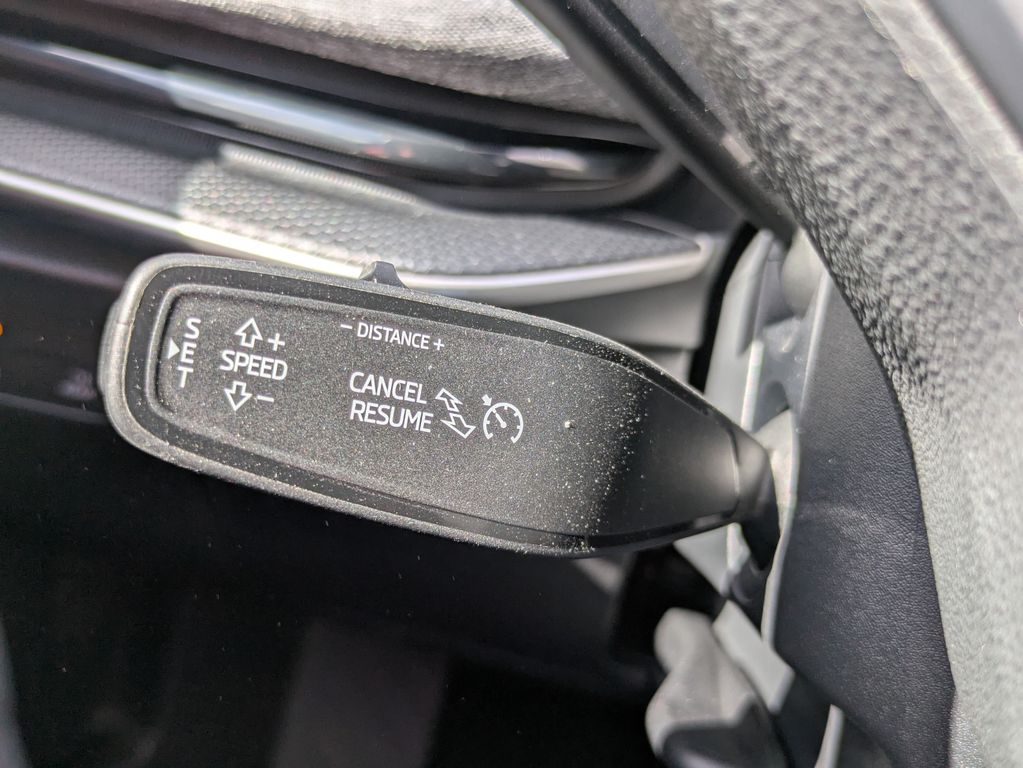 SET
SPEED
+
−
− DISTANCE +
CANCEL
RESUME